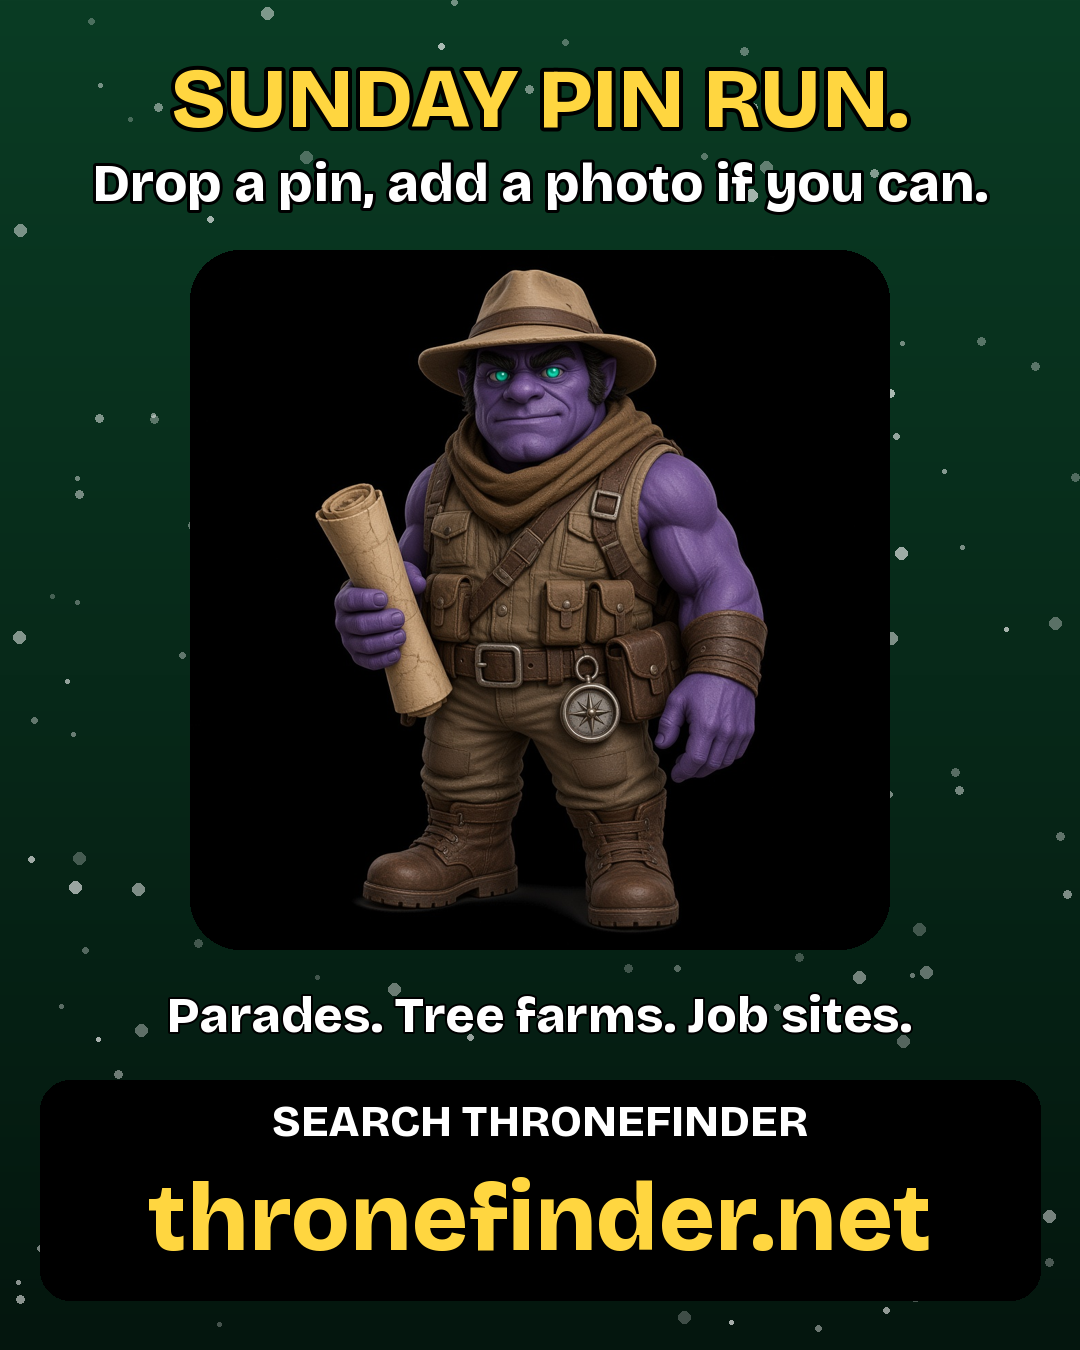 SUNDAY PIN RUN.
Drop a pin, add a photo if you can.
Parades. Tree farms. Job sites.
SEARCH THRONEFINDER
thronefinder.net